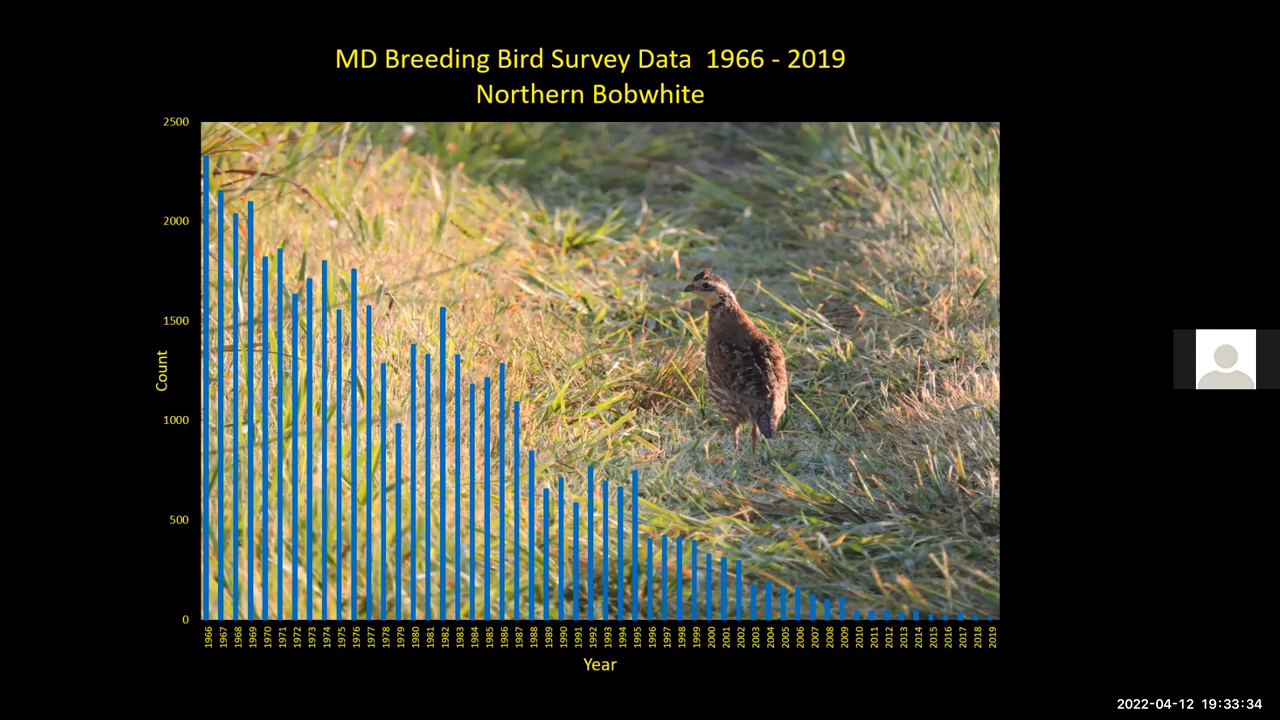 MD Breeding Bird Survey Data 1966 - 2019
Northern Bobwhite
2500
2000
1500
1000
500
0
Count
1966 1967 1968 1969 1970 1971 1972 1973 1974 1975 1976 1977 1978 1979 1980 1981 1982 1983 1984 1985 1986 1987 1988 1989 1990 1991 1992 1993 1994 1995 1996 1997 1998 1999 2000 2001 2002 2003 2004 2005 2006 2007 2008 2009 2010 2011 2012 2013 2014 2015 2016 2017 2018 2019
Year
2022-04-12 19:33:34